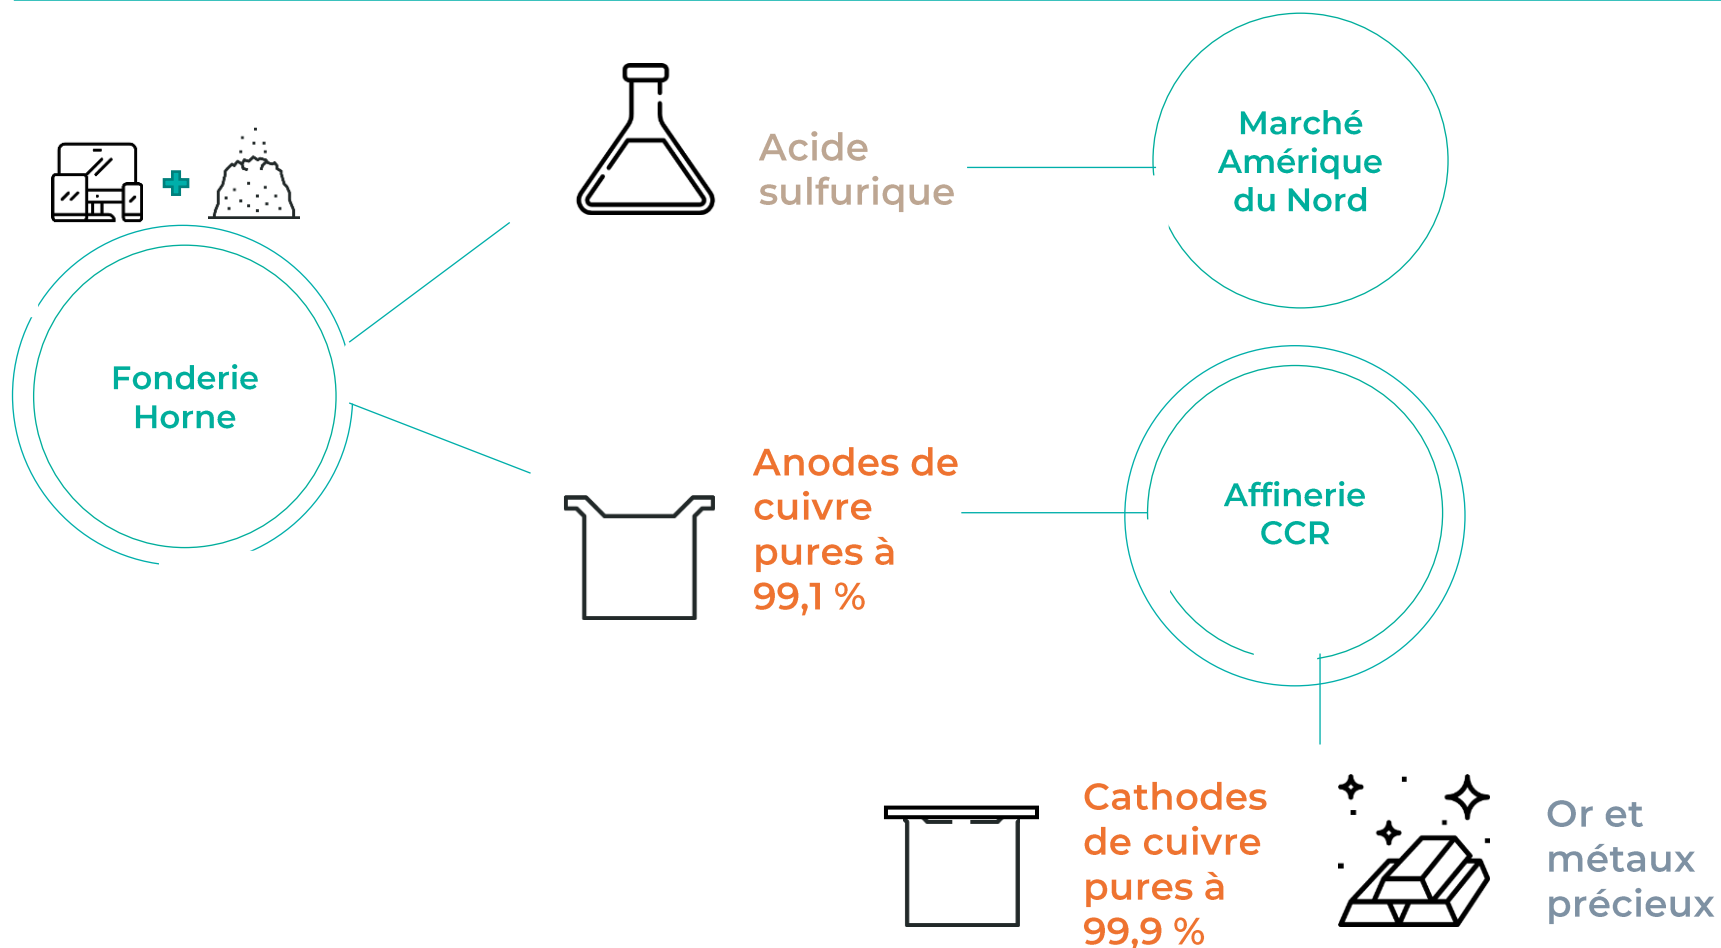 Acide
sulfurique
Marché
Amérique
du Nord
Fonderie
Horne
Anodes de
cuivre
pures à
99,1 %
Affinerie
CCR
Cathodes
de cuivre
pures à
99,9 %
Or et
métaux
précieux